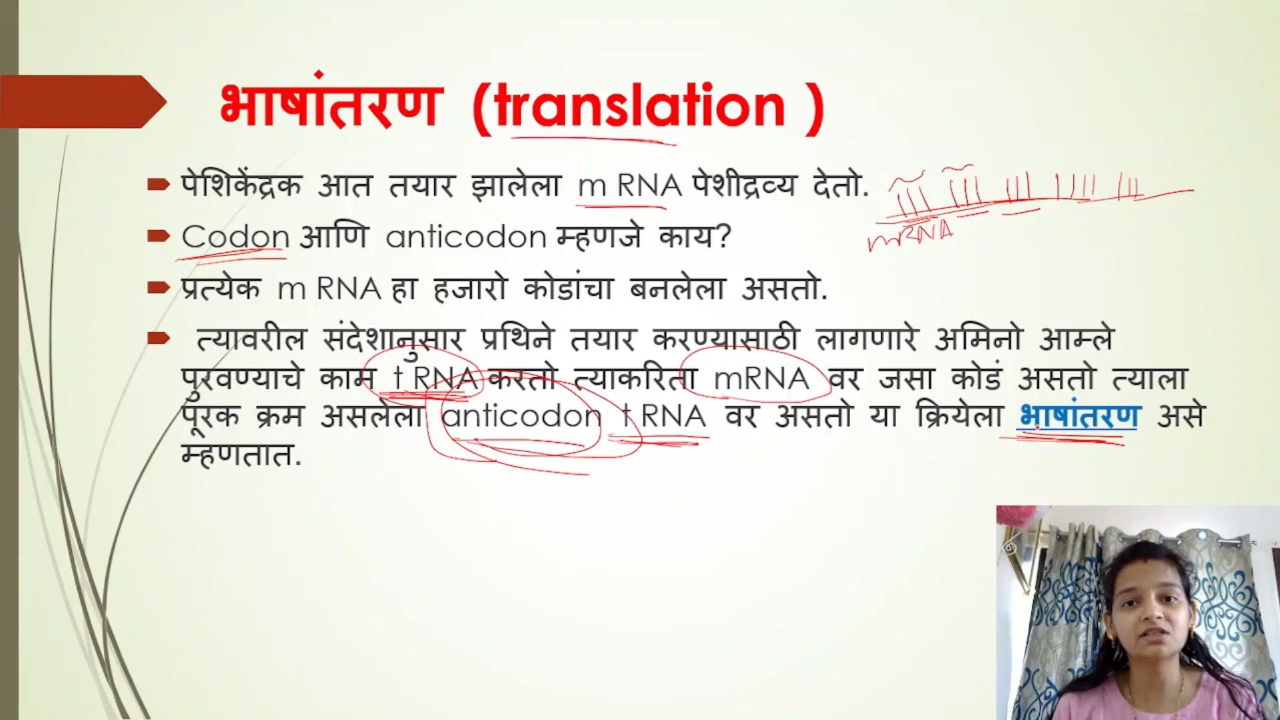 भाषांतरण (translation )
पेशिकेंद्रक आत तयार झालेला m RNA पेशीद्रव्य देतो.
mRNA
Codon आणि anticodon म्हणजे काय?
प्रत्येक m RNA हा हजारो कोडांचा बनलेला असतो.
त्यावरील संदेशानुसार प्रथिने तयार करण्यासाठी लागणारे अमिनो आम्ले
पुरवण्याचे काम t RNA करतो त्याकरिता mRNA वर जसा कोडं असतो त्याला
पूरक क्रम असलेला anticodon t RNA वर असतो या क्रियेला भाषांतरण असे
म्हणतात.